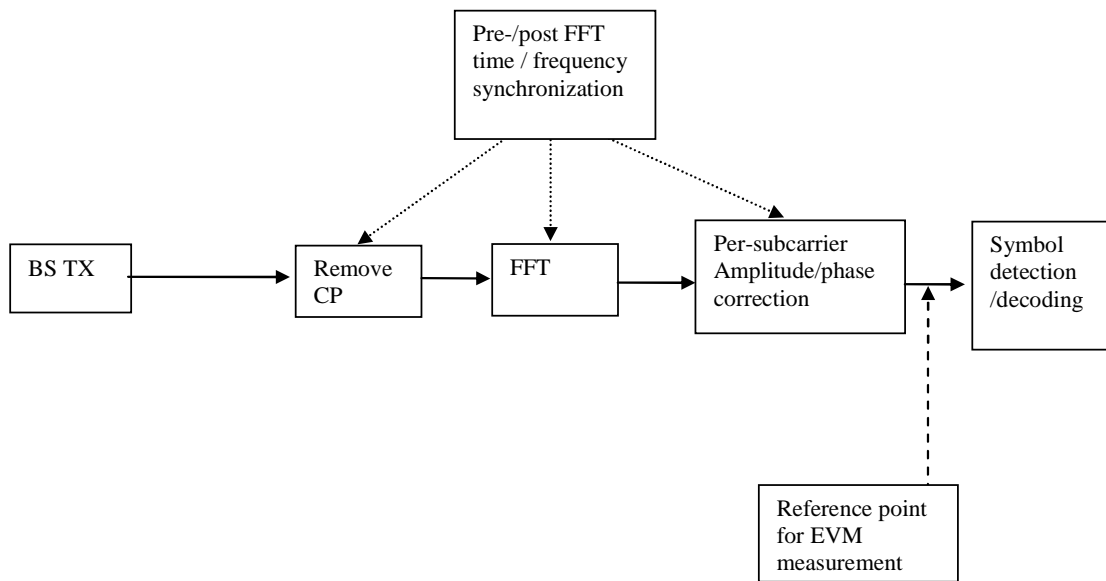 Pre-/post FFT
time / frequency
synchronization
BS TX
Remove
CP
FFT
Per-subcarrier
Amplitude/phase
correction
Symbol
detection
/decoding
Reference point
for EVM
measurement